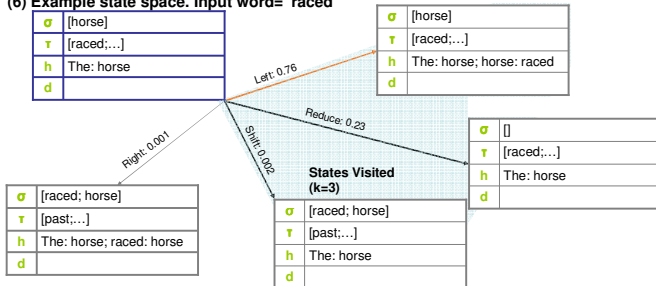 (6) Example state space. Input word= raced
σ [horse]
τ [raced;…]
h The: horse
d
σ [horse]
τ [raced;…]
h The: horse; horse: raced
d
Left: 0.76
Reduce: 0.23
Shift: 0.002
Right: 0.001
States Visited
(k=3)
σ []
τ [raced;…]
h The: horse
d
σ [raced; horse]
τ [past;…]
h The: horse; raced: horse
d
σ [raced; horse]
τ [past;…]
h The: horse
d